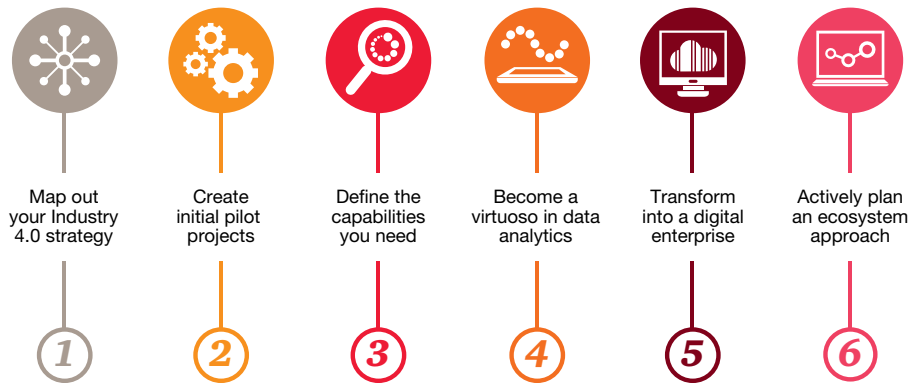 Map out
your Industry
4.0 strategy
1
Create
initial pilot
projects
2
Define the
capabilities
you need
3
Become a
virtuoso in data
analytics
4
Transform
into a digital
enterprise
5
Actively plan
an ecosystem
approach
6